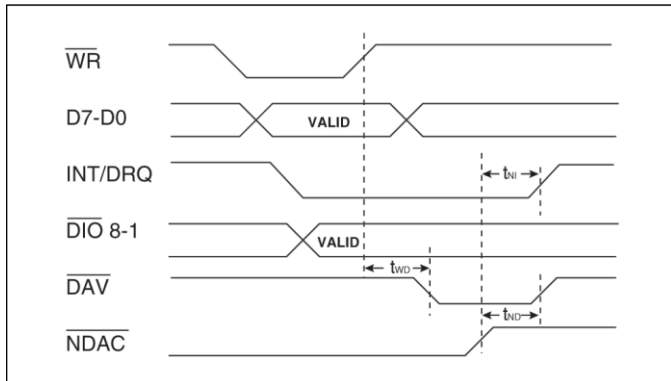 WR
D7-D0 VALID
INT/DRQ tNI
DIO 8-1 VALID
tWD
DAV tND
NDAC